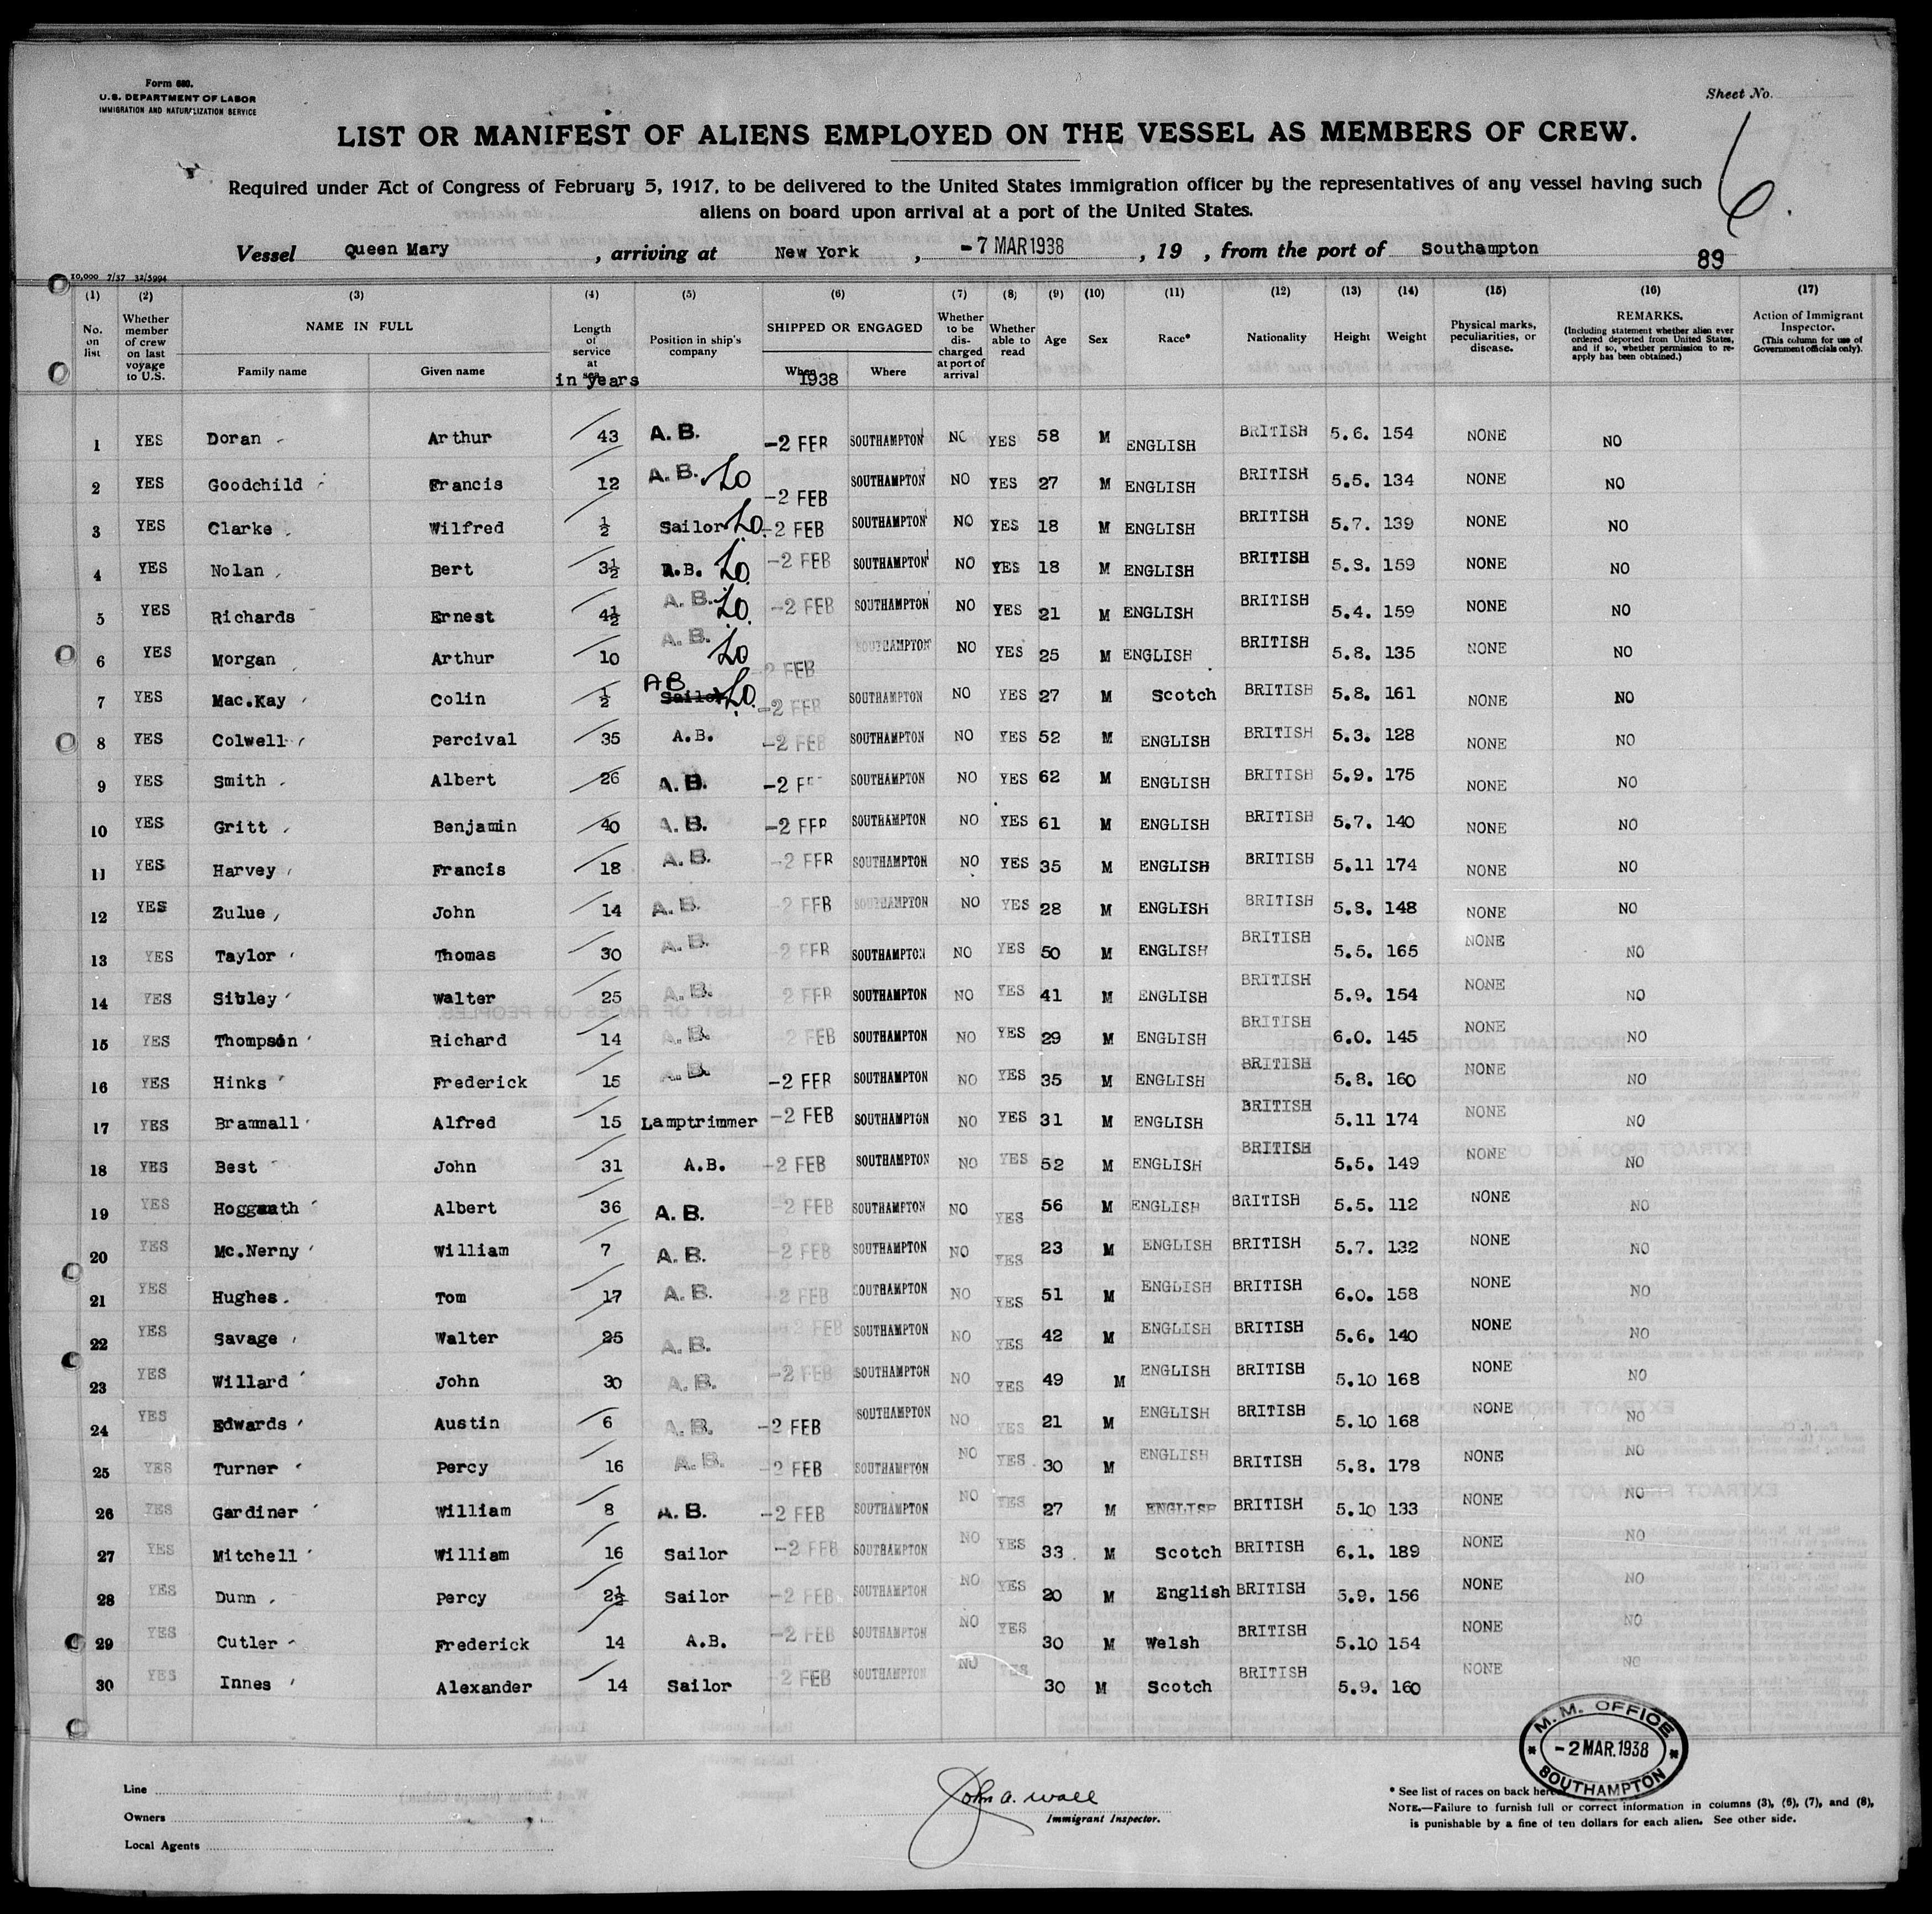 Form 680.
U.S. DEPARTMENT OF LABOR
IMMIGRATION AND NATURALIZATION SERVICE
Sheet No.
6.
LIST OR MANIFEST OF ALIENS EMPLOYED ON THE VESSEL AS MEMBERS OF CREW.
Required under Act of Congress of February 5, 1917, to be delivered to the United States immigration officer by the representatives of any vessel having such
aliens on board upon arrival at a port of the United States.
Vessel Queen Mary, arriving at New York, -7 MAR 1938, 19 , from the port of Southampton
89
10,000 7/37 32/5994
(1) (2) (3) (4) (5) (6) (7) (8) (9) (10) (11) (12) (13) (14) (15) (16) (17)
No. on list Whether member of crew on last voyage to U.S. NAME IN FULL Family name Given name Length of service at sea in years Position in ship's company SHIPPED OR ENGAGED When 1938 Where Whether to be discharged at port of arrival Whether able to read Age Sex Race* Nationality Height Weight Physical marks, peculiarities, or disease. REMARKS. (Including statement whether alien ever ordered deported from United States, and if so, whether permission to reapply has been obtained.) Action of Immigrant Inspector. (This column for use of Government officials only).
1 YES Doran Arthur 43 A.B. -2 FEB SOUTHAMPTON NO YES 58 M ENGLISH BRITISH 5.6. 154 NONE NO
2 YES Goodchild Francis 12 A.B. Lo -2 FEB SOUTHAMPTON NO YES 27 M ENGLISH BRITISH 5.5. 134 NONE NO
3 YES Clarke Wilfred ½ Sailor Lo. -2 FEB SOUTHAMPTON NO YES 18 M ENGLISH BRITISH 5.7. 139 NONE NO
4 YES Nolan Bert 3½ D.B. Lo. -2 FEB SOUTHAMPTON NO YES 18 M ENGLISH BRITISH 5.3. 159 NONE NO
5 YES Richards Ernest 4½ A.B. Lo. -2 FEB SOUTHAMPTON NO YES 21 M ENGLISH BRITISH 5.4. 159 NONE NO
6 YES Morgan Arthur 10 A.B. Lo -2 FEB SOUTHAMPTON NO YES 25 M ENGLISH BRITISH 5.8. 135 NONE NO
7 YES Mac.Kay Colin ½ AB Sailor Lo. -2 FEB SOUTHAMPTON NO YES 27 M Scotch BRITISH 5.8. 161 NONE NO
8 YES Colwell Percival 35 A.B. -2 FEB SOUTHAMPTON NO YES 52 M ENGLISH BRITISH 5.3. 128 NONE NO
9 YES Smith Albert 26 A.B. -2 FE SOUTHAMPTON NO YES 62 M ENGLISH BRITISH 5.9. 175 NONE NO
10 YES Gritt Benjamin 40 A.B. -2 FEB SOUTHAMPTON NO YES 61 M ENGLISH BRITISH 5.7. 140 NONE NO
11 YES Harvey Francis 18 A.B. -2 FEB SOUTHAMPTON NO YES 35 M ENGLISH BRITISH 5.11 174 NONE NO
12 YES Zulue John 14 A.B. -2 FEB SOUTHAMPTON NO YES 28 M ENGLISH BRITISH 5.8. 148 NONE NO
13 YES Taylor Thomas 30 A.B. -2 FEB SOUTHAMPTON NO YES 50 M ENGLISH BRITISH 5.5. 165 NONE NO
14 YES Sibley Walter 25 A.B. -2 FEB SOUTHAMPTON NO YES 41 M ENGLISH BRITISH 5.9. 154 NONE NO
15 YES Thompson Richard 14 A.B. -2 FEB SOUTHAMPTON NO YES 29 M ENGLISH BRITISH 6.0. 145 NONE NO
16 YES Hinks Frederick 15 A.B. -2 FEB SOUTHAMPTON NO YES 35 M ENGLISH BRITISH 5.8. 160 NONE NO
17 YES Brammall Alfred 15 Lamptrimmer -2 FEB SOUTHAMPTON NO YES 31 M ENGLISH BRITISH 5.11 174 NONE NO
18 YES Best John 31 A.B. -2 FEB SOUTHAMPTON NO YES 52 M ENGLISH BRITISH 5.5. 149 NONE NO
19 YES Hoggarth Albert 36 A.B. -2 FEB SOUTHAMPTON NO YES 56 M ENGLISH BRITISH 5.5. 112 NONE NO
20 YES Mc.Nerny William 7 A.B. -2 FEB SOUTHAMPTON NO YES 23 M ENGLISH BRITISH 5.7. 132 NONE NO
21 YES Hughes. Tom 17 A.B. -2 FEB SOUTHAMPTON NO YES 51 M ENGLISH BRITISH 6.0. 158 NONE NO
22 YES Savage Walter 25 A.B. -2 FEB SOUTHAMPTON NO YES 42 M ENGLISH BRITISH 5.6. 140 NONE NO
23 YES Willard John 30 A.B. -2 FEB SOUTHAMPTON NO YES 49 M ENGLISH BRITISH 5.10 168 NONE NO
24 YES Edwards Austin 6 A.B. -2 FEB SOUTHAMPTON NO YES 21 M ENGLISH BRITISH 5.10 168 NONE NO
25 YES Turner Percy 16 A.B. -2 FEB SOUTHAMPTON NO YES 30 M ENGLISH BRITISH 5.8. 178 NONE NO
26 YES Gardiner William 8 A.B. -2 FEB SOUTHAMPTON NO YES 27 M ENGLISH BRITISH 5.10 133 NONE NO
27 YES Mitchell William 16 Sailor -2 FEB SOUTHAMPTON NO YES 33 M Scotch BRITISH 6.1. 189 NONE NO
28 YES Dunn Percy 2½ Sailor -2 FEB SOUTHAMPTON NO YES 20 M English BRITISH 5.9. 156 NONE NO
29 YES Cutler Frederick 14 A.B. -2 FEB SOUTHAMPTON NO YES 30 M Welsh BRITISH 5.10 154 NONE NO
30 YES Innes Alexander 14 Sailor -2 FEB SOUTHAMPTON NO YES 30 M Scotch BRITISH 5.9. 160 NONE NO
M. M. OFFICE
-2 MAR. 1938
SOUTHAMPTON
Line
Owners
Local Agents
John A. Wall
Immigrant Inspector.
* See list of races on back hereof
NOTE.—Failure to furnish full or correct information in columns (3), (6), (7), and (8),
is punishable by a fine of ten dollars for each alien. See other side.